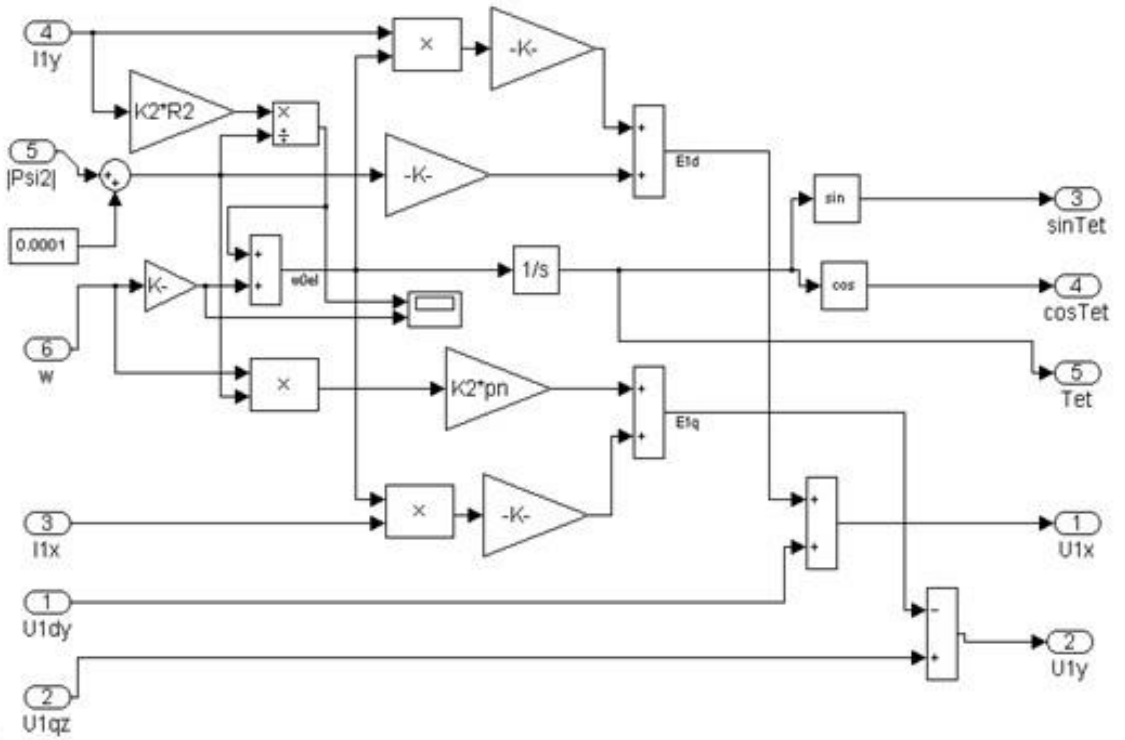 4
I1y
×
-K-
K2*R2
×
÷
5
|Psi2|
+
+
-K-
+
+
E1d
0.0001
+
+
w0el
1/s
sin
3
sinTet
K-
cos
4
cosTet
6
w
×
K2*pn
+
+
E1q
5
Tet
3
I1x
×
-K-
+
+
1
U1x
1
U1dy
-
+
2
U1y
2
U1qz